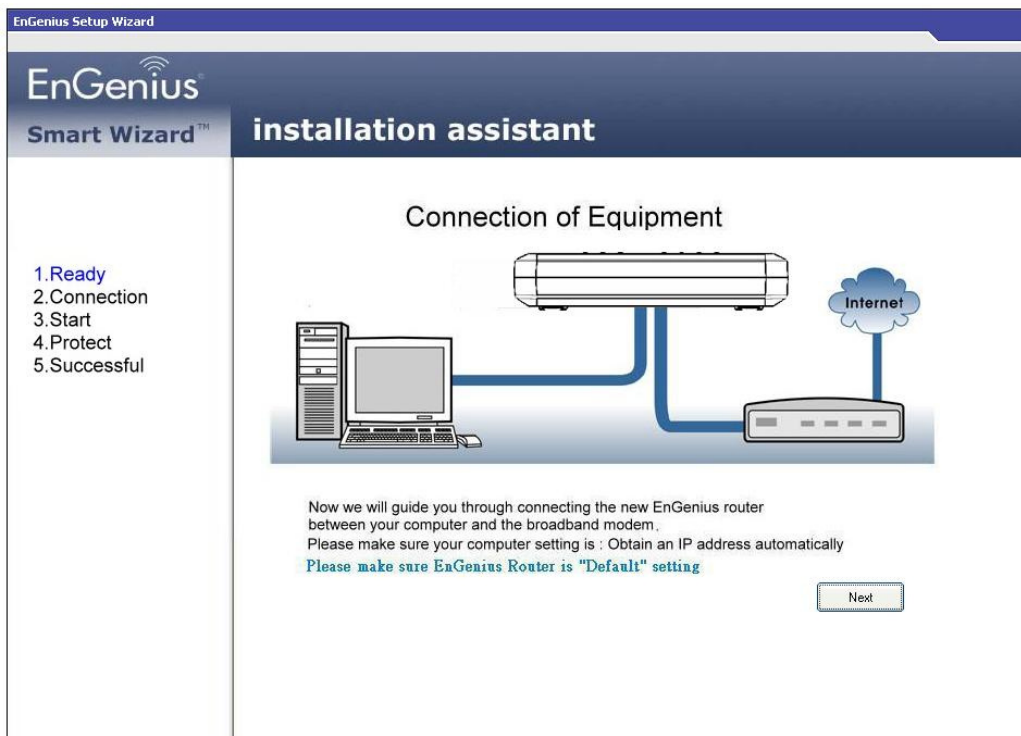 EnGenius Setup Wizard
EnGenius®
Smart Wizard™
installation assistant
1.Ready
2.Connection
3.Start
4.Protect
5.Successful
Connection of Equipment
Internet
Now we will guide you through connecting the new EnGenius router
between your computer and the broadband modem.
Please make sure your computer setting is : Obtain an IP address automatically
Please make sure EnGenius Router is "Default" setting
Next